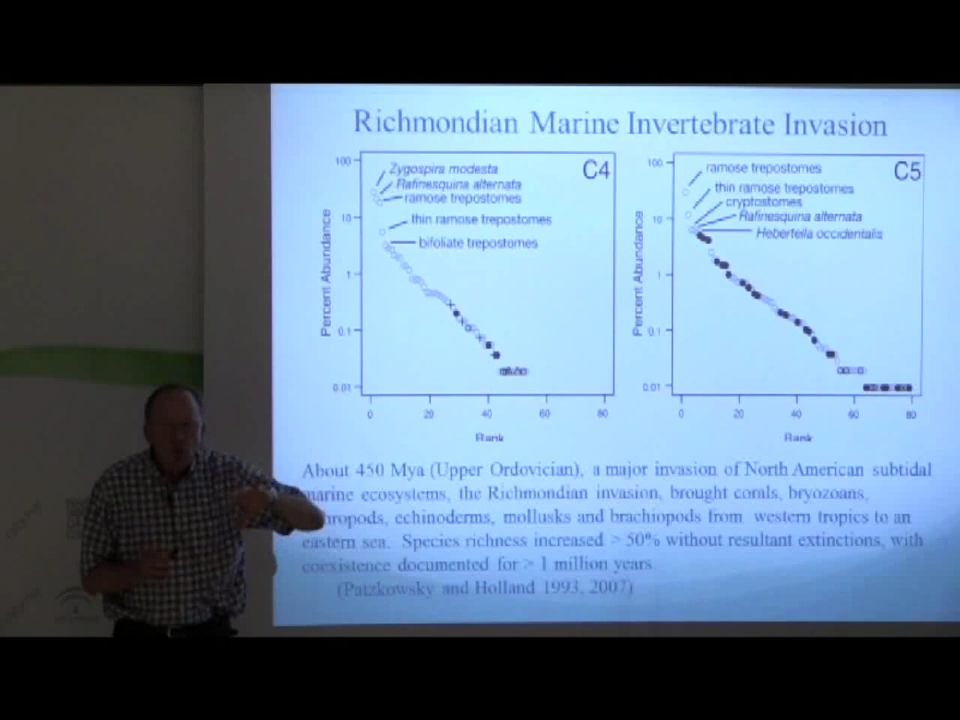 Richmondian Marine Invertebrate Invasion
C4
100
10
1
0.1
0.01
Percent Abundance
Zygospira modesta
Rafinesquina alternata
ramose trepostomes
thin ramose trepostomes
bifoliate trepostomes
0 20 40 60 80
Rank
C5
100
10
1
0.1
0.01
Percent Abundance
ramose trepostomes
thin ramose trepostomes
cryptostomes
Rafinesquina alternata
Hebertella occidentalis
0 20 40 60 80
Rank
About 450 Mya (Upper Ordovician), a major invasion of North American subtidal
marine ecosystems, the Richmondian invasion, brought corals, bryozoans,
hropods, echinoderms, mollusks and brachiopods from western tropics to an
eastern sea. Species richness increased > 50% without resultant extinctions, with
coexistence documented for > 1 million years.
(Patzkowsky and Holland 1993, 2007)